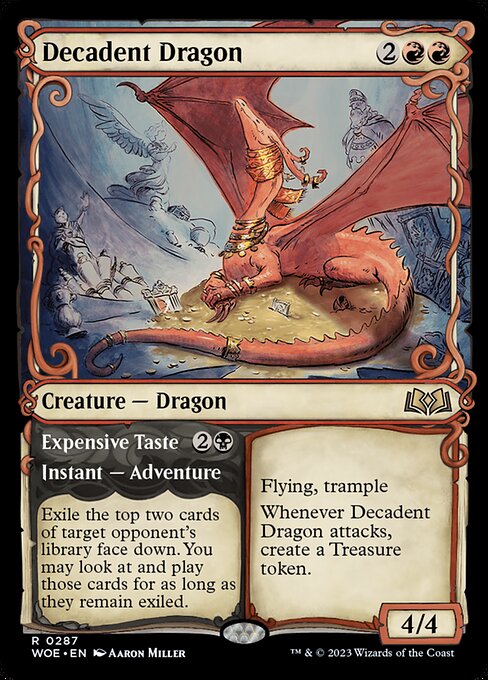 Decadent Dragon 2
Creature — Dragon
Expensive Taste 2
Instant — Adventure
Exile the top two cards
of target opponent's
library face down. You
may look at and play
those cards for as long as
they remain exiled.
Flying, trample
Whenever Decadent
Dragon attacks,
create a Treasure
token.
4/4
R 0287
WOE • EN Aaron Miller
™ & © 2023 Wizards of the Coast